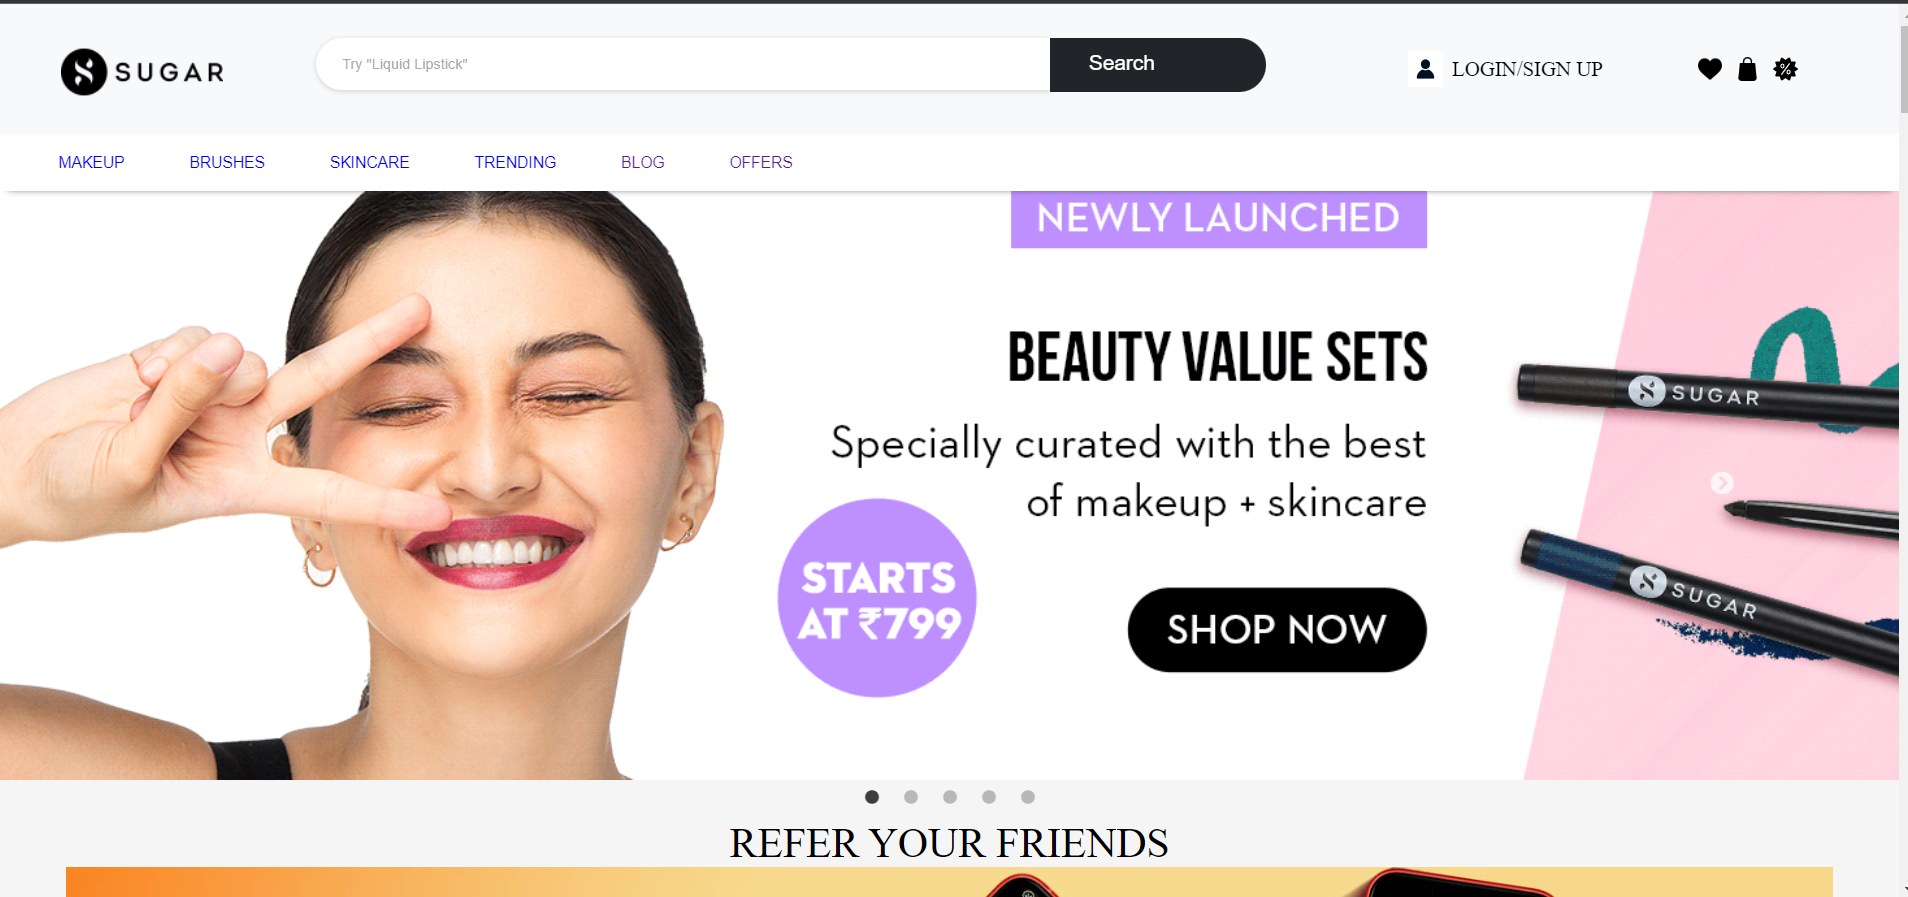 SUGAR
Try "Liquid Lipstick"
Search
LOGIN/SIGN UP
MAKEUP
BRUSHES
SKINCARE
TRENDING
BLOG
OFFERS
NEWLY LAUNCHED
BEAUTY VALUE SETS
Specially curated with the best
of makeup + skincare
STARTS
AT ₹799
SHOP NOW
SUGAR
SUGAR
REFER YOUR FRIENDS